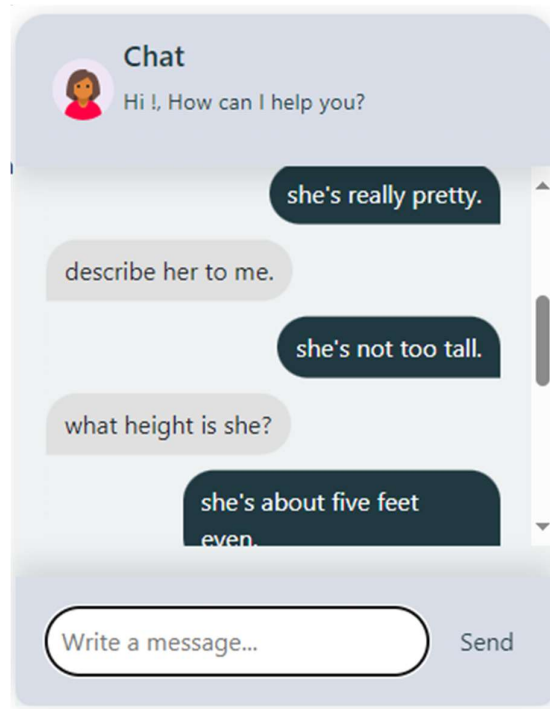 Chat
Hi !, How can I help you?
she's really pretty.
describe her to me.
she's not too tall.
what height is she?
she's about five feet
even.
Write a message...
Send